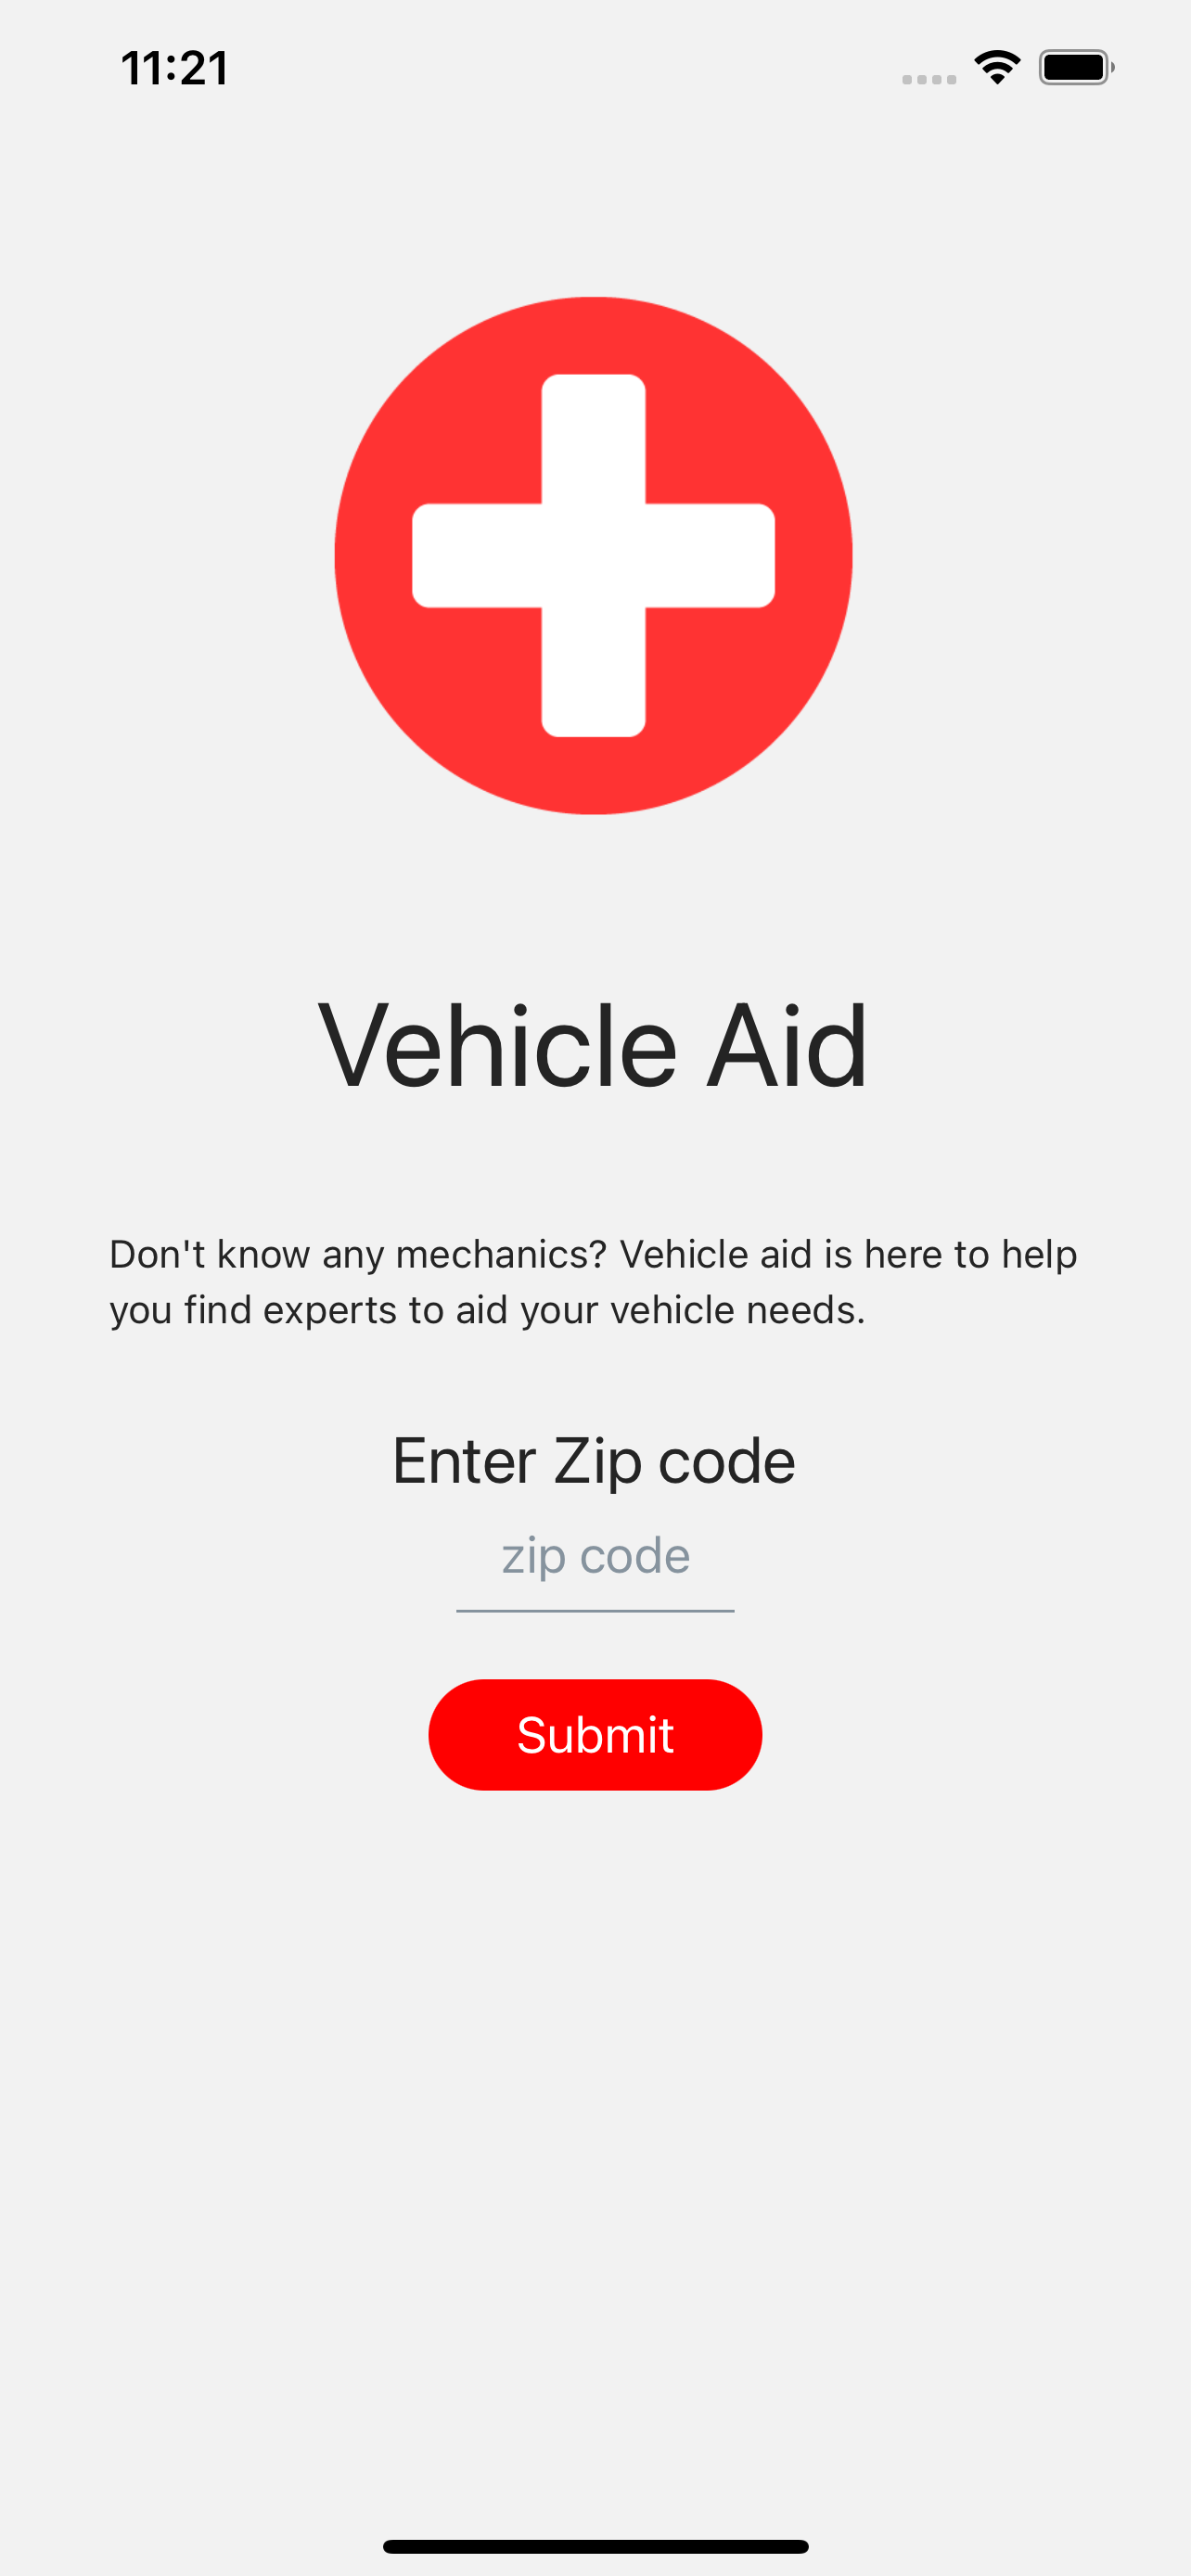 11:21
Vehicle Aid
Don't know any mechanics? Vehicle aid is here to help
you find experts to aid your vehicle needs.
Enter Zip code
zip code
Submit